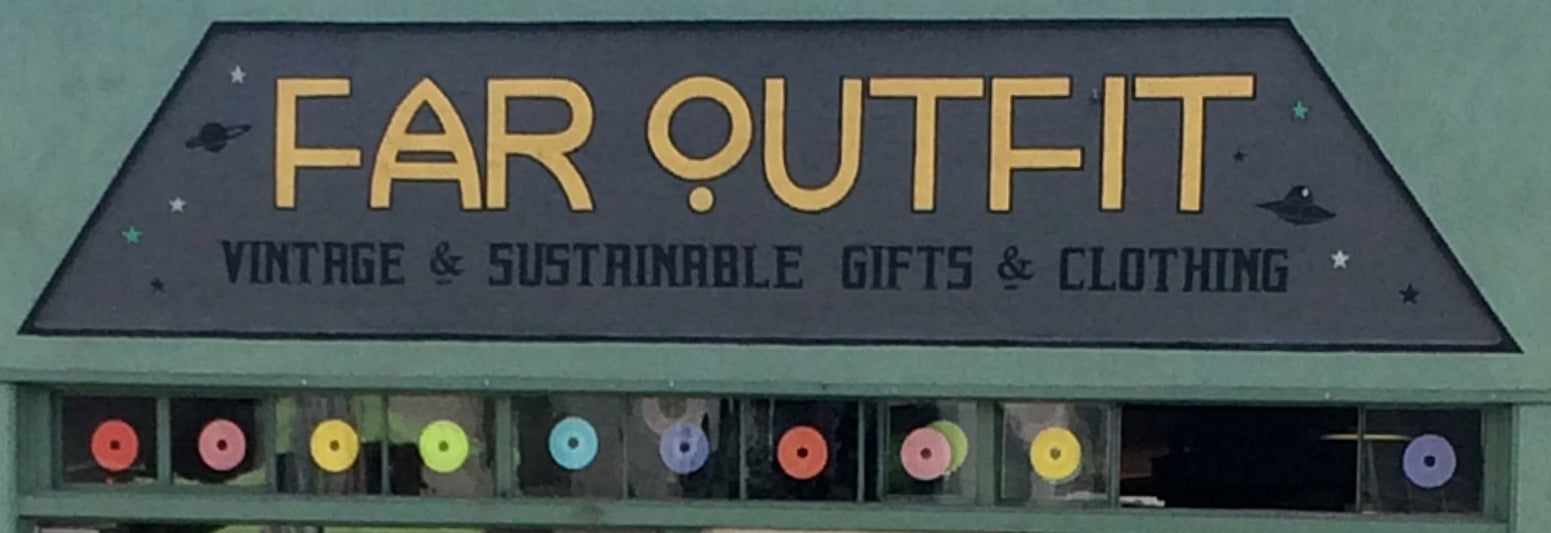 FAR OUTFIT
VINTAGE & SUSTAINABLE GIFTS & CLOTHING